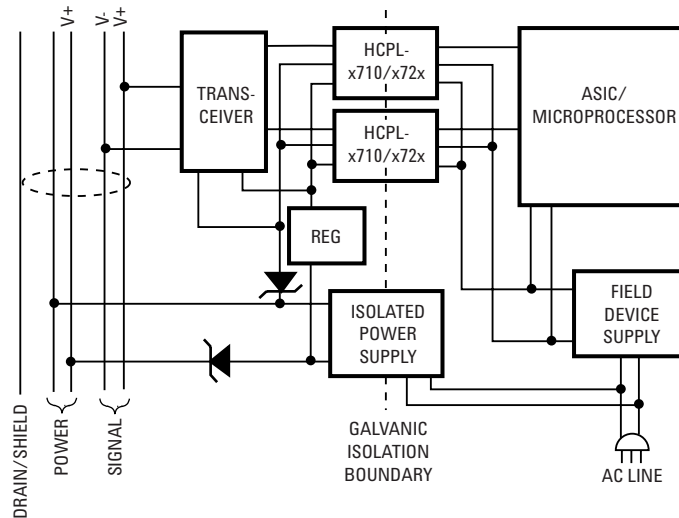 V+
V-
V+
TRANS-
CEIVER
HCPL-
x710/x72x
HCPL-
x710/x72x
ASIC/
MICROPROCESSOR
REG
ISOLATED
POWER
SUPPLY
FIELD
DEVICE
SUPPLY
DRAIN/SHIELD
POWER
SIGNAL
GALVANIC
ISOLATION
BOUNDARY
AC LINE